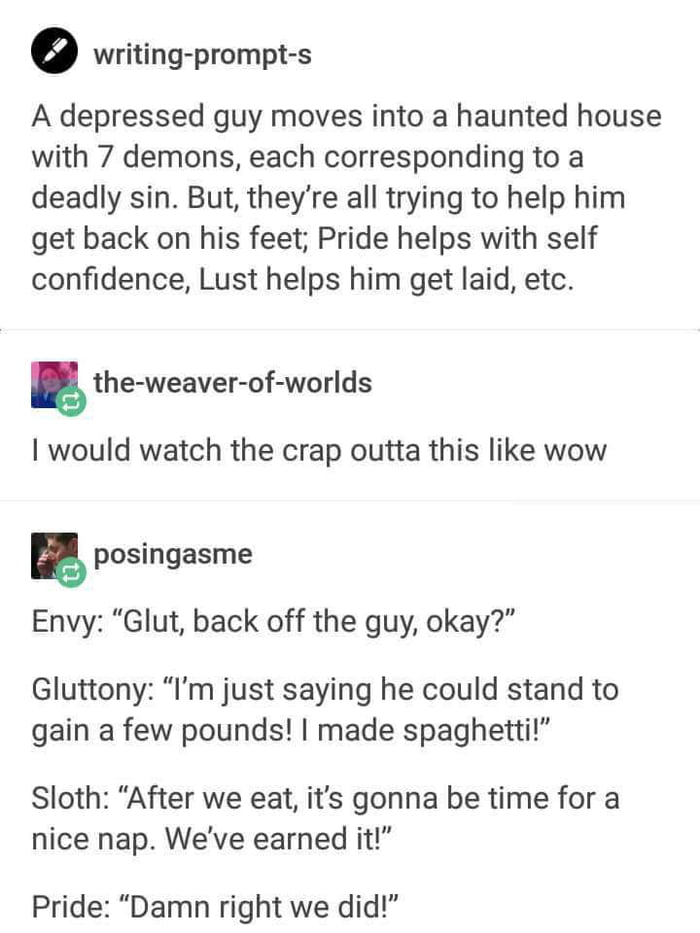 writing-prompt-s
A depressed guy moves into a haunted house
with 7 demons, each corresponding to a
deadly sin. But, they’re all trying to help him
get back on his feet; Pride helps with self
confidence, Lust helps him get laid, etc.
the-weaver-of-worlds
I would watch the crap outta this like wow
posingasme
Envy: “Glut, back off the guy, okay?”
Gluttony: “I’m just saying he could stand to
gain a few pounds! I made spaghetti!”
Sloth: “After we eat, it’s gonna be time for a
nice nap. We’ve earned it!”
Pride: “Damn right we did!”